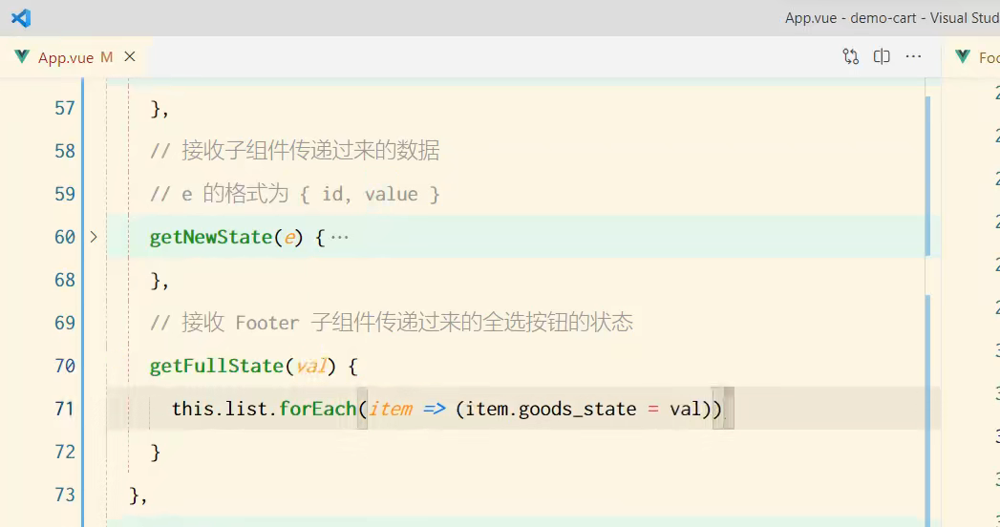 App.vue - demo-cart - Visual Stud
App.vue M
Foo
57 },
58 // 接收子组件传递过来的数据
59 // e 的格式为 { id, value }
60 getNewState(e) {…
68 },
69 // 接收 Footer 子组件传递过来的全选按钮的状态
70 getFullState(val) {
71 this.list.forEach(item => (item.goods_state = val))
72 }
73 },